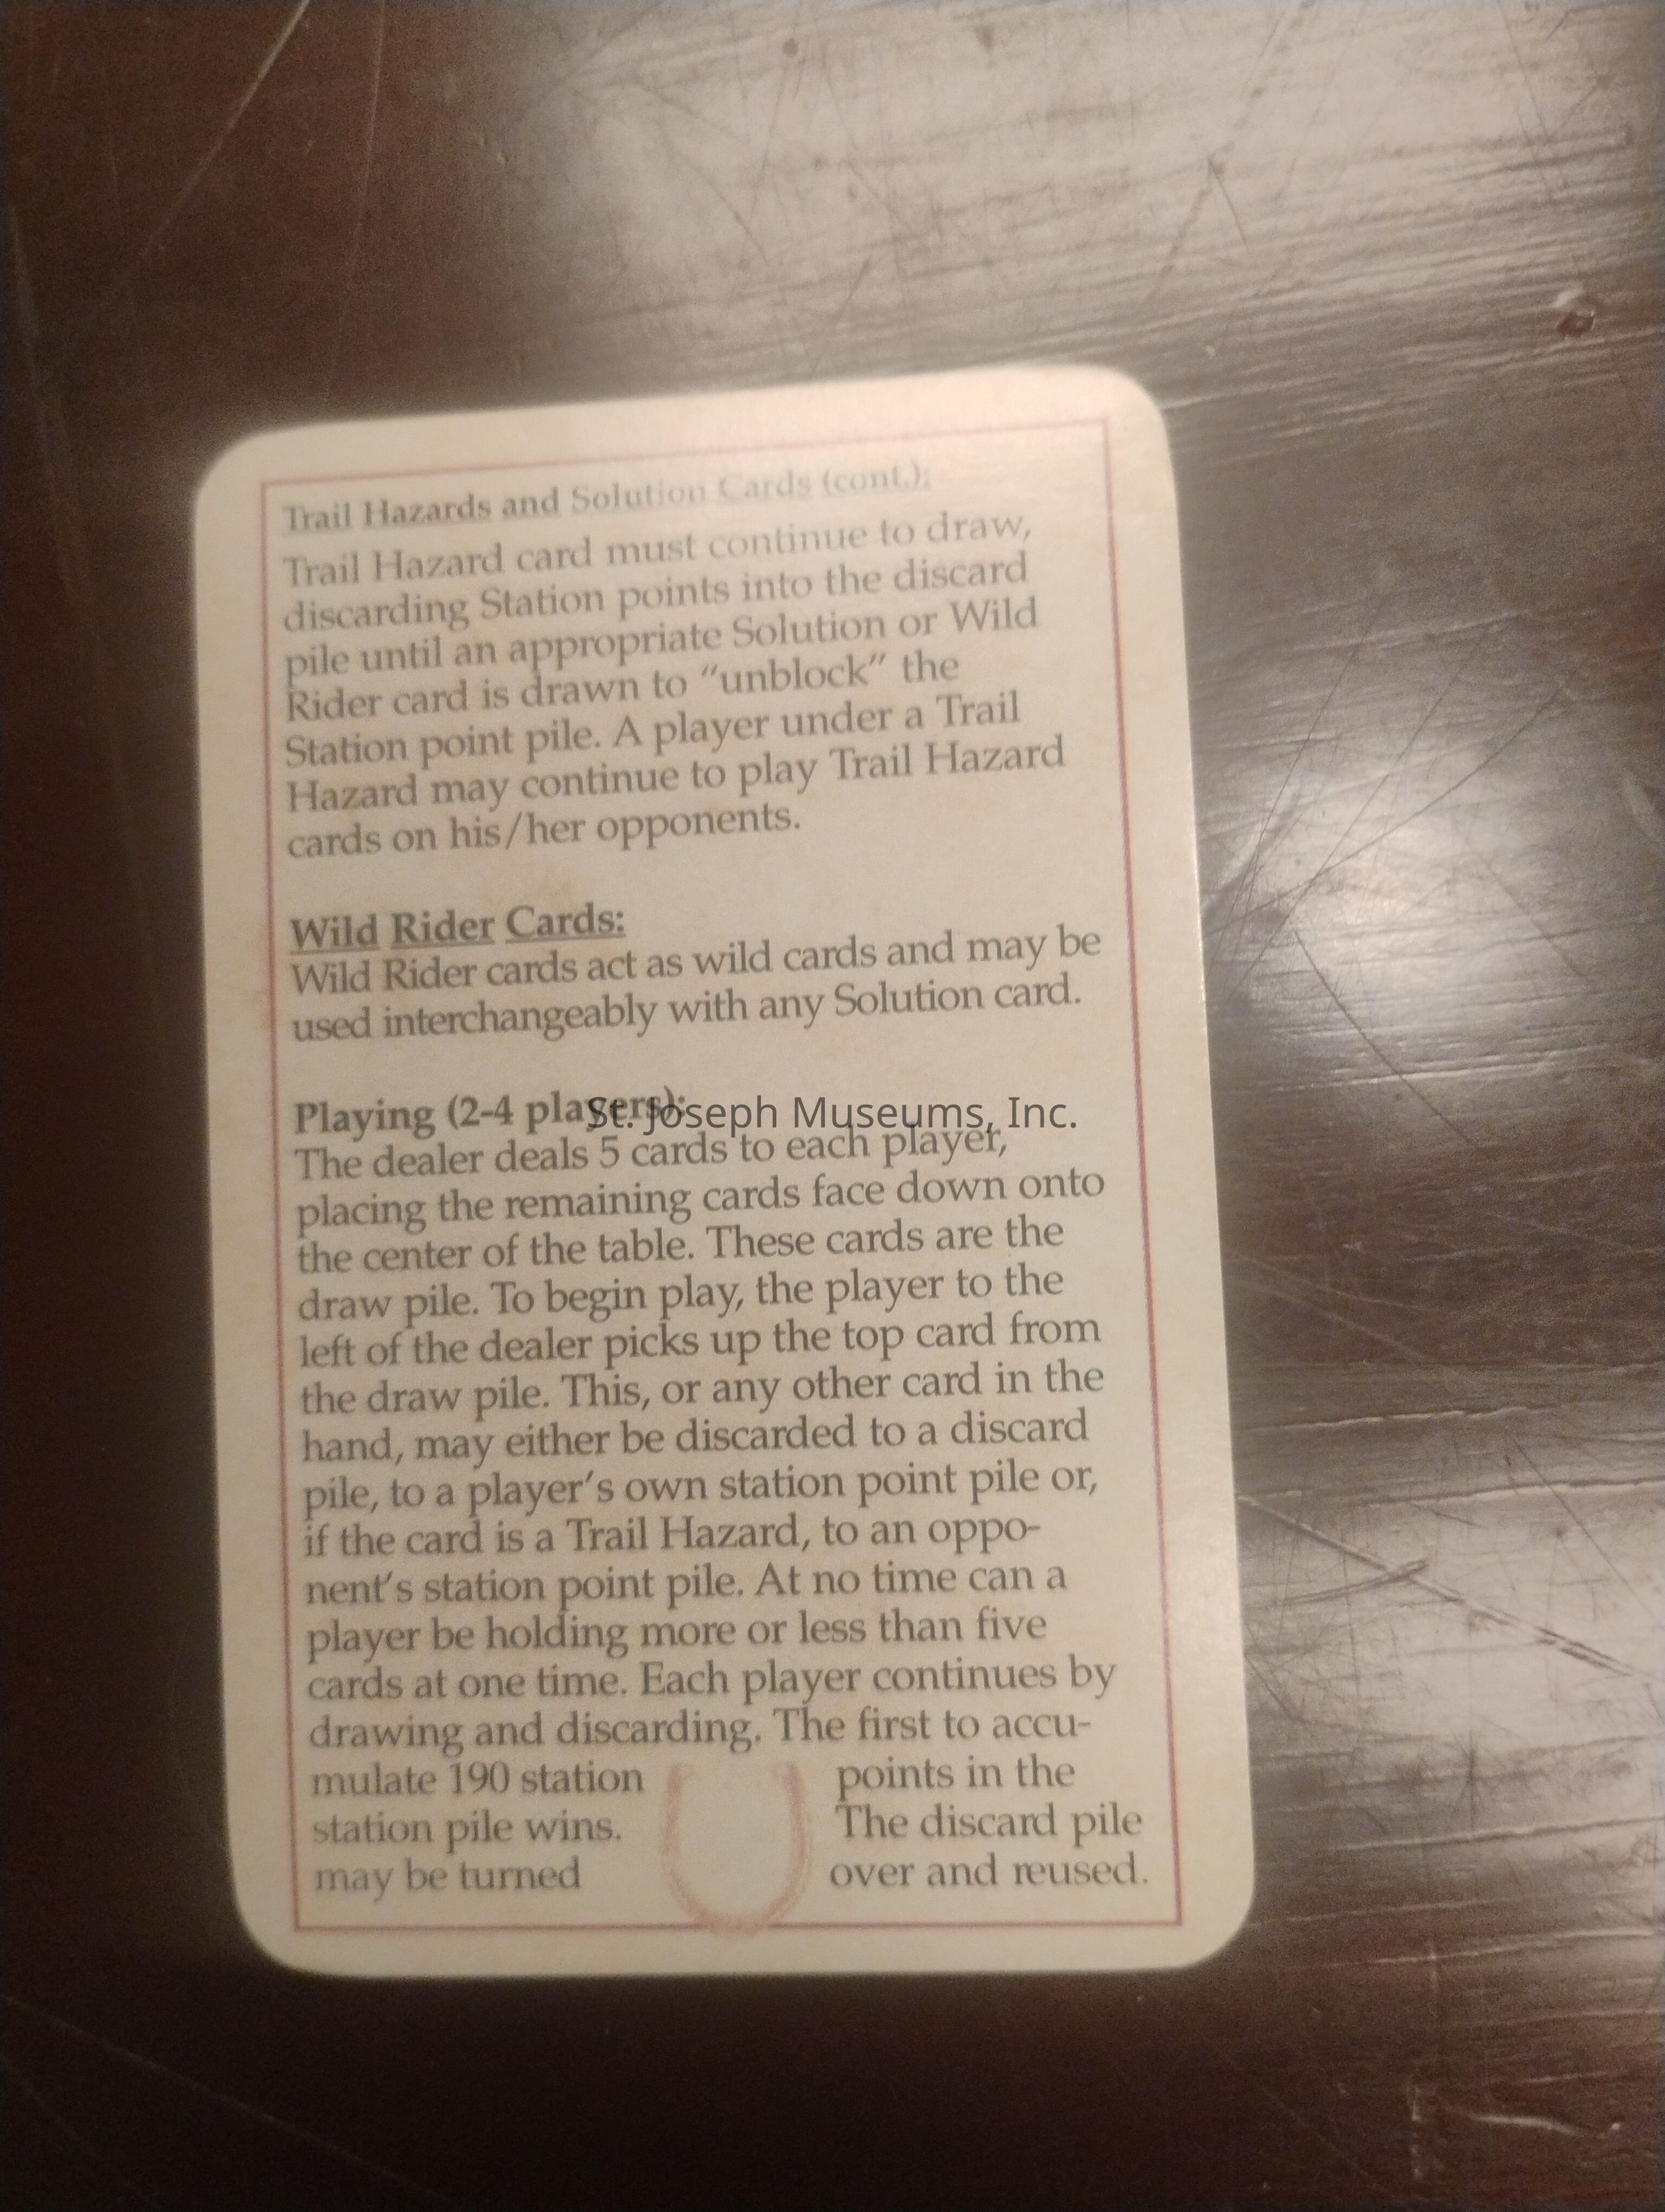 Trail Hazards and Solution Cards (cont.):
Trail Hazard card must continue to draw,
discarding Station points into the discard
pile until an appropriate Solution or Wild
Rider card is drawn to “unblock” the
Station point pile. A player under a Trail
Hazard may continue to play Trail Hazard
cards on his/her opponents.
Wild Rider Cards:
Wild Rider cards act as wild cards and may be
used interchangeably with any Solution card.
Playing (2-4 players):
St. Joseph Museums, Inc.
The dealer deals 5 cards to each player,
placing the remaining cards face down onto
the center of the table. These cards are the
draw pile. To begin play, the player to the
left of the dealer picks up the top card from
the draw pile. This, or any other card in the
hand, may either be discarded to a discard
pile, to a player’s own station point pile or,
if the card is a Trail Hazard, to an oppo-
nent’s station point pile. At no time can a
player be holding more or less than five
cards at one time. Each player continues by
drawing and discarding. The first to accu-
mulate 190 station points in the
station pile wins. The discard pile
may be turned over and reused.